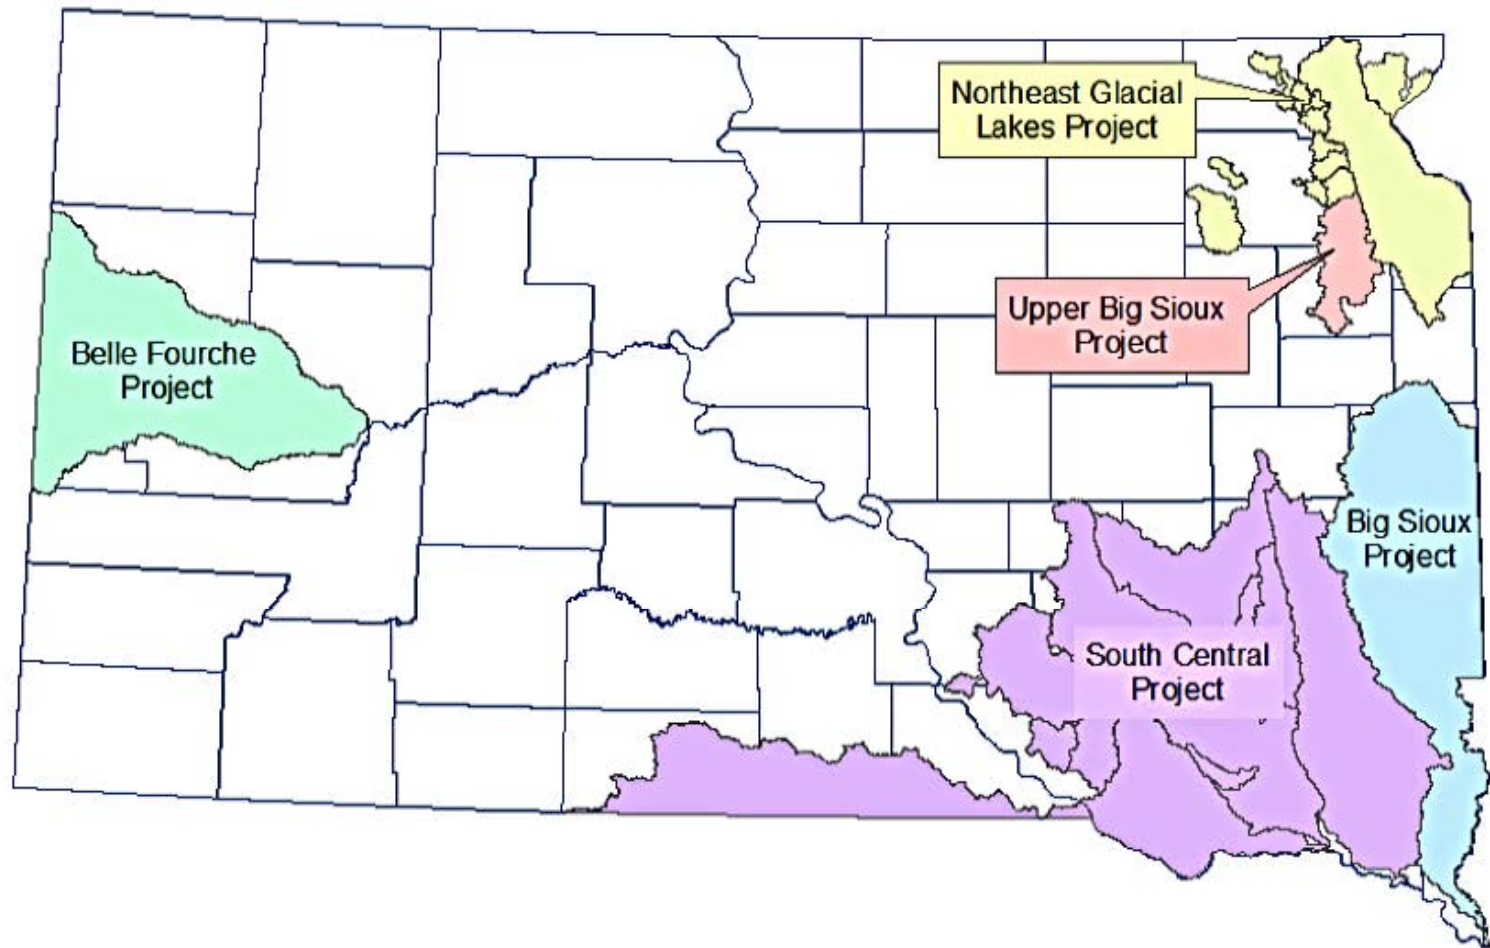 Northeast Glacial
Lakes Project
Upper Big Sioux
Project
Belle Fourche
Project
Big Sioux
Project
South Central
Project